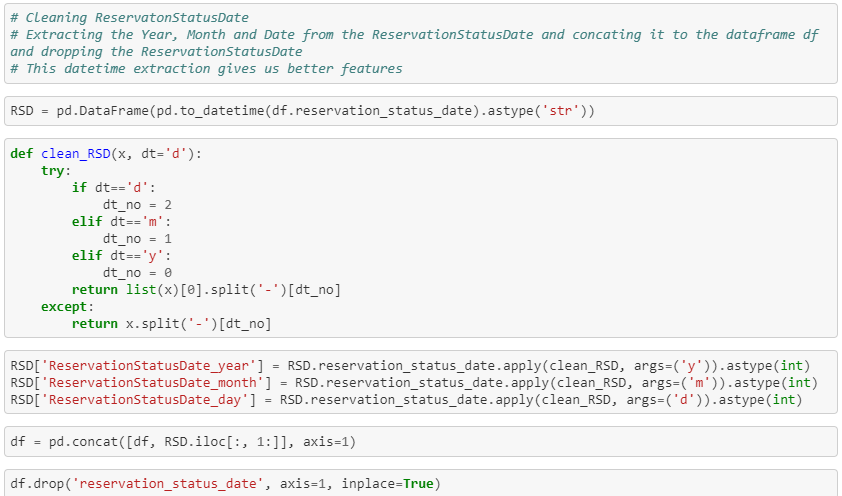 # Cleaning ReservatonStatusDate
# Extracting the Year, Month and Date from the ReservationStatusDate and concating it to the dataframe df
and dropping the ReservationStatusDate
# This datetime extraction gives us better features
RSD = pd.DataFrame(pd.to_datetime(df.reservation_status_date).astype('str'))
def clean_RSD(x, dt='d'):
    try:
        if dt=='d':
            dt_no = 2
        elif dt=='m':
            dt_no = 1
        elif dt=='y':
            dt_no = 0
        return list(x)[0].split('-')[dt_no]
    except:
        return x.split('-')[dt_no]
RSD['ReservationStatusDate_year'] = RSD.reservation_status_date.apply(clean_RSD, args=('y')).astype(int)
RSD['ReservationStatusDate_month'] = RSD.reservation_status_date.apply(clean_RSD, args=('m')).astype(int)
RSD['ReservationStatusDate_day'] = RSD.reservation_status_date.apply(clean_RSD, args=('d')).astype(int)
df = pd.concat([df, RSD.iloc[:, 1:]], axis=1)
df.drop('reservation_status_date', axis=1, inplace=True)